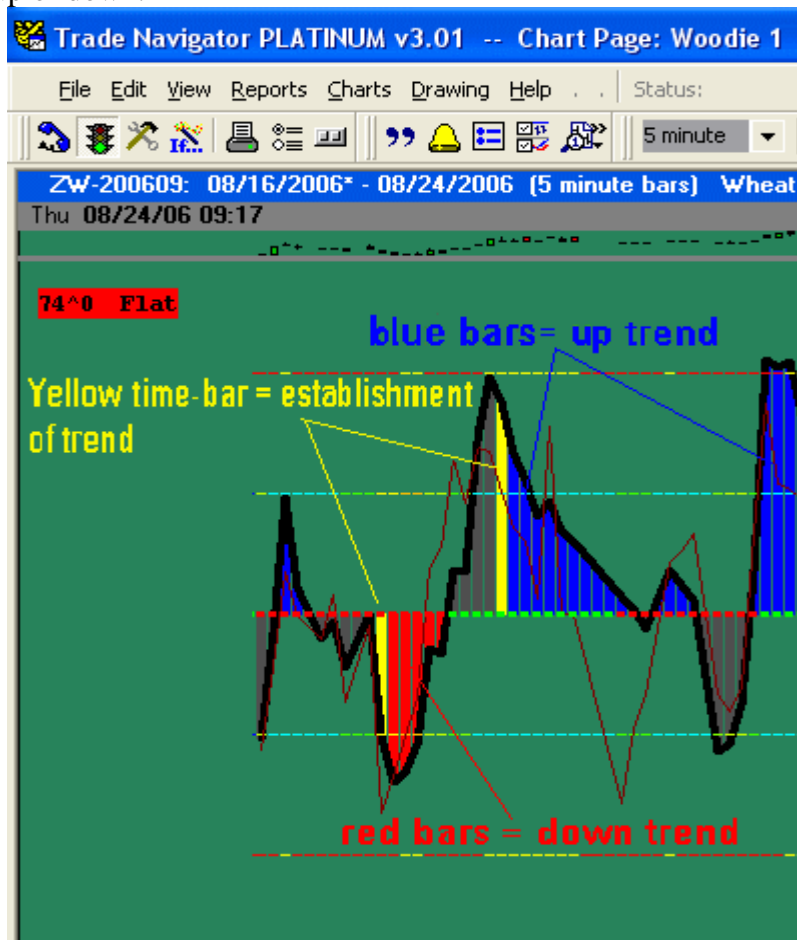 Trade Navigator PLATINUM v3.01 -- Chart Page: Woodie 1
File Edit View Reports Charts Drawing Help . . Status:
If... 5 minute
ZW-200609: 08/16/2006* - 08/24/2006 (5 minute bars) Wheat
Thu 08/24/06 09:17
74^0 Flat
blue bars= up trend
Yellow time-bar = establishment
of trend
red bars = down trend